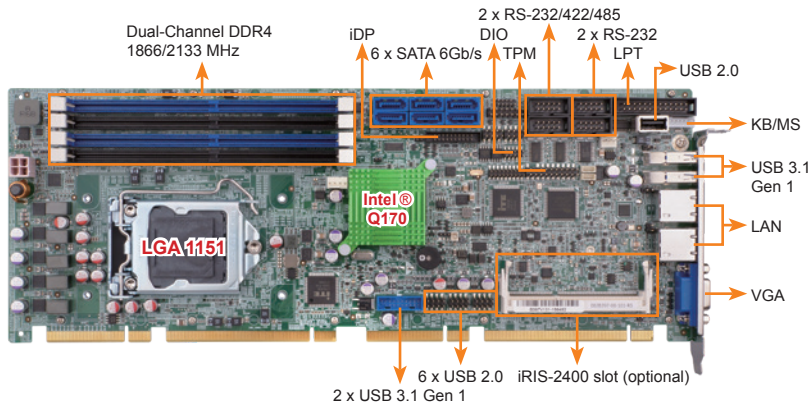 Dual-Channel DDR4
1866/2133 MHz
iDP
6 x SATA 6Gb/s
DIO
TPM
2 x RS-232/422/485
2 x RS-232
LPT
USB 2.0
KB/MS
USB 3.1
Gen 1
LAN
VGA
Intel ®
Q170
LGA 1151
2 x USB 3.1 Gen 1
6 x USB 2.0
iRIS-2400 slot (optional)